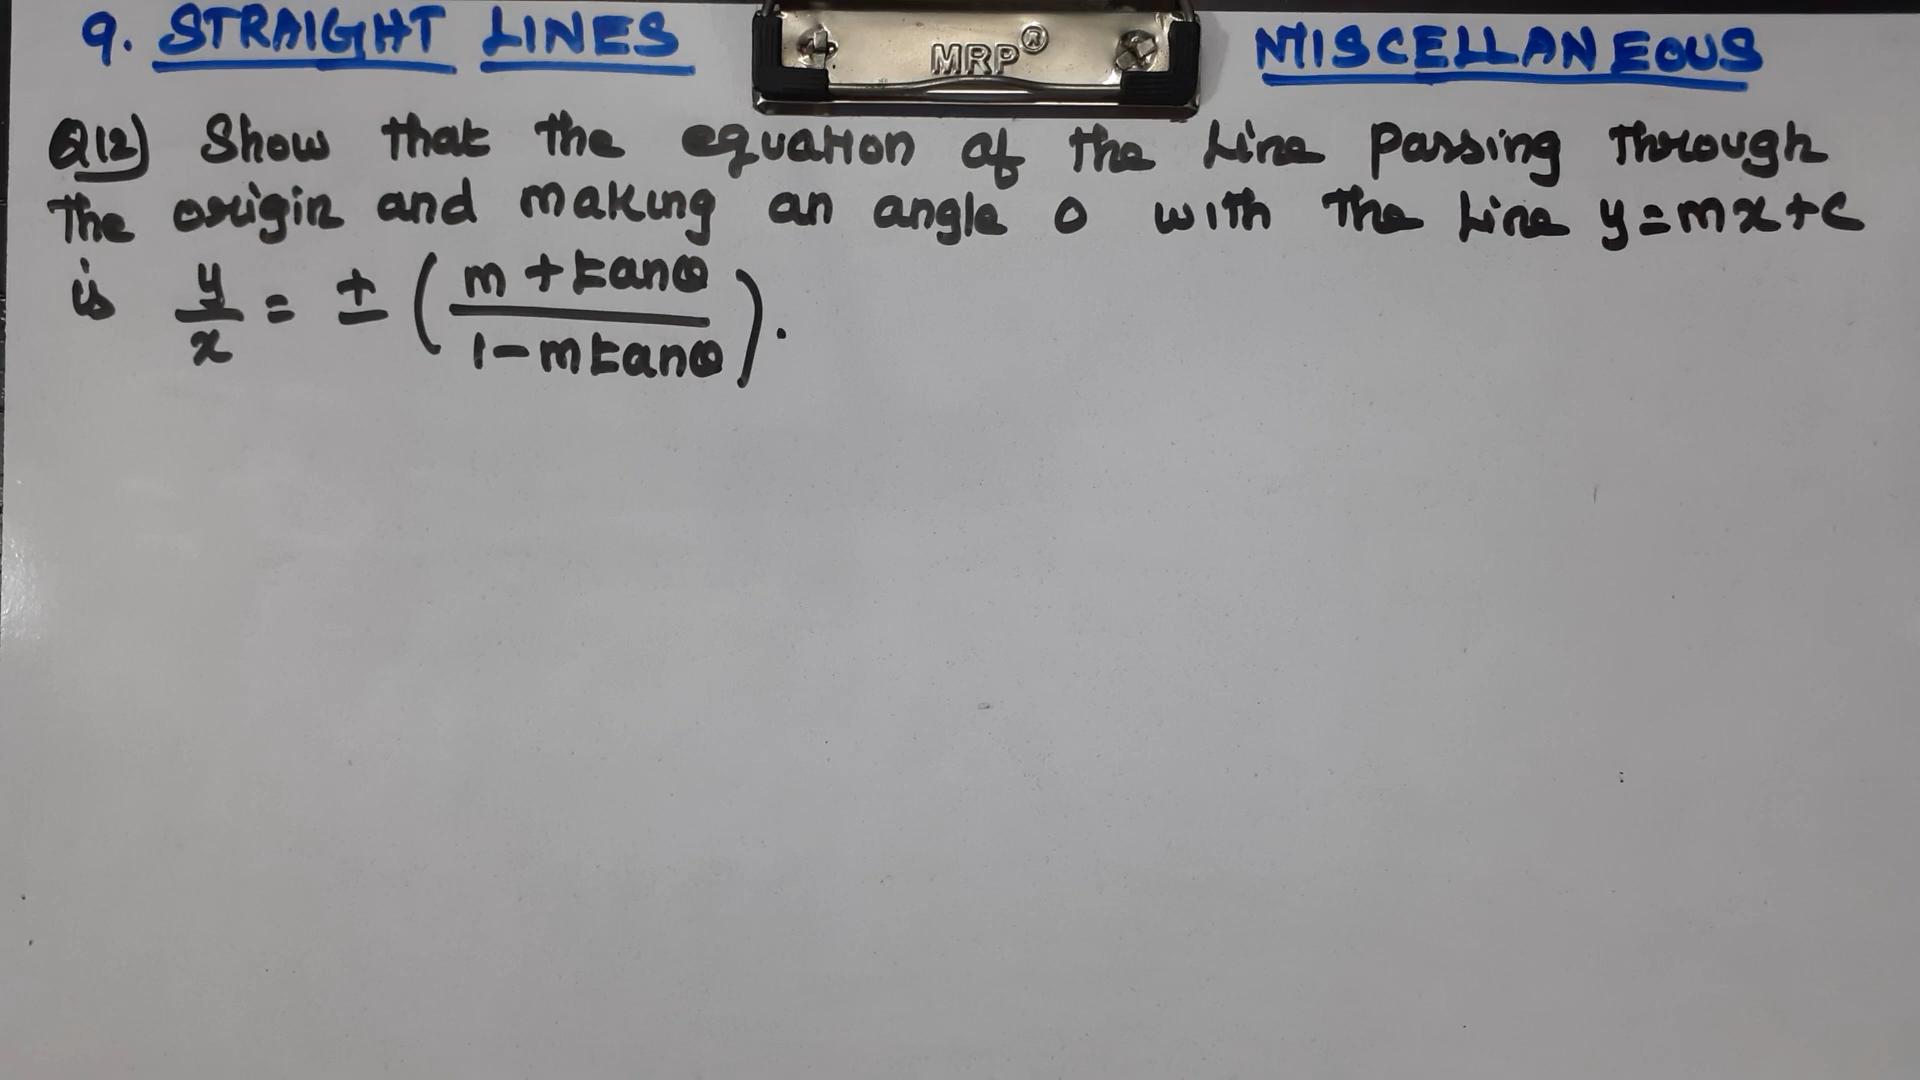 9. STRAIGHT LINES
MRP®
MISCELLANEOUS
Q12) Show that the equation of the Line passing through
the origin and making an angle θ with the Line y=mx+c
is y/x = ± (m + tanθ / 1 - m tanθ).